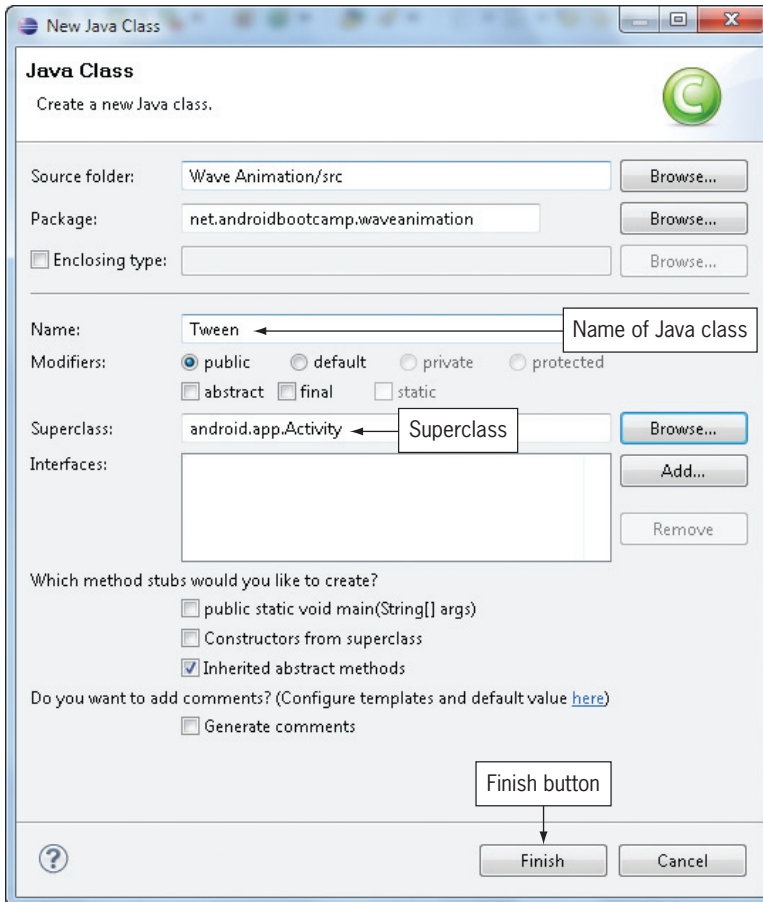 New Java Class
Java Class
Create a new Java class.
C
Source folder: Wave Animation/src Browse...
Package: net.androidbootcamp.waveanimation Browse...
Enclosing type: Browse...
Name: Tween Name of Java class
Modifiers: public default private protected
abstract final static
Superclass: android.app.Activity Superclass Browse...
Interfaces: Add...
Remove
Which method stubs would you like to create?
public static void main(String[] args)
Constructors from superclass
Inherited abstract methods
Do you want to add comments? (Configure templates and default value here)
Generate comments
Finish button
? Finish Cancel